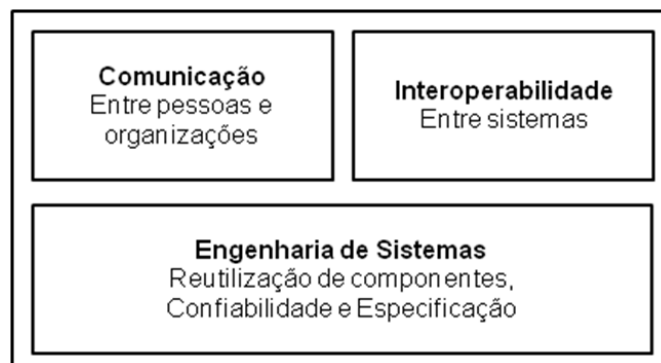 Comunicação
Entre pessoas e
organizações
Interoperabilidade
Entre sistemas
Engenharia de Sistemas
Reutilização de componentes,
Confiabilidade e Especificação